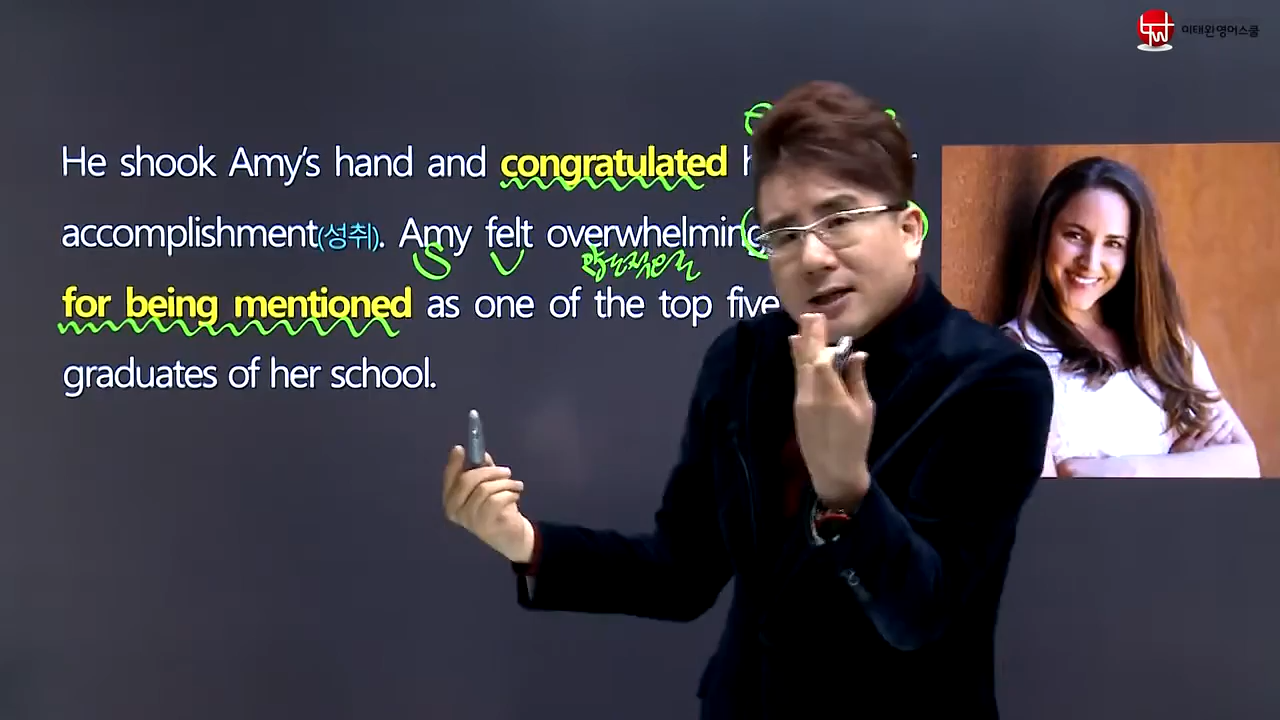 이태완영어스쿨
He shook Amy's hand and congratulated
accomplishment(성취). Amy felt
for being mentioned as one of the top five
graduates of her school.